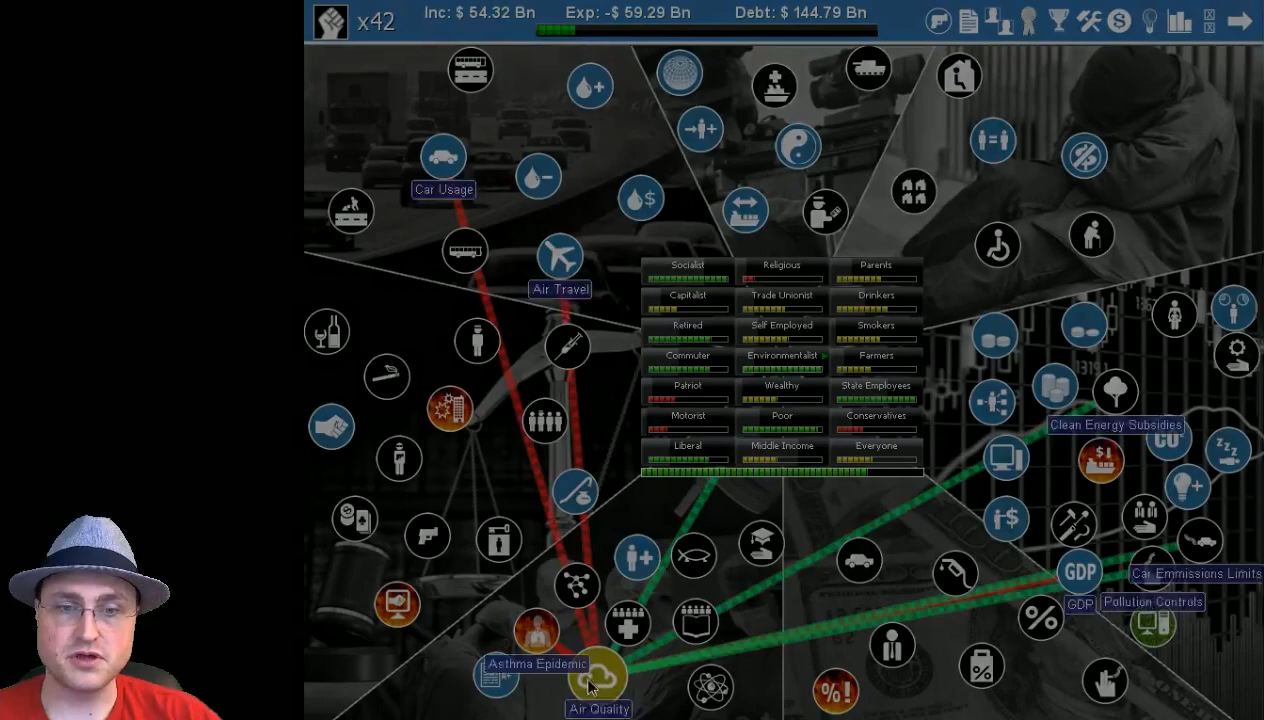 x42
Inc: $ 54.32 Bn
Exp: -$ 59.29 Bn
Debt: $ 144.79 Bn
Car Usage
Air Travel
Socialist
Religious
Parents
Capitalist
Trade Unionist
Drinkers
Retired
Self Employed
Smokers
Commuter
Environmentalist
Farmers
Patriot
Wealthy
State Employees
Motorist
Poor
Conservatives
Liberal
Middle Income
Everyone
Clean Energy Subsidies
GDP
Car Emmissions Limits
GDP
Pollution Controls
Asthma Epidemic
Air Quality